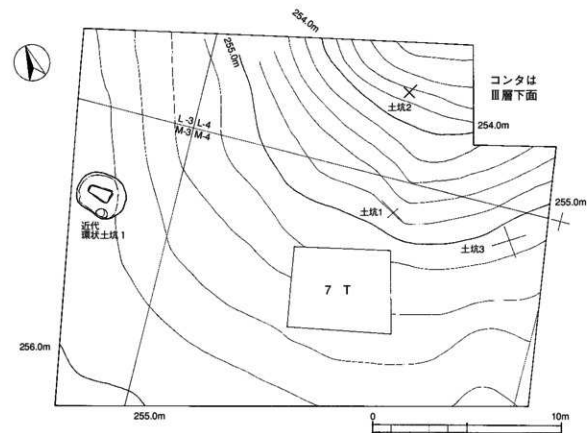 254.0m
255.0m
コンタは
Ⅲ層下面
土坑2
254.0m
L-3 L-4
M-3 M-4
255.0m
土坑1
土坑3
近代
環状土坑1
7 T
256.0m
255.0m
0 10m